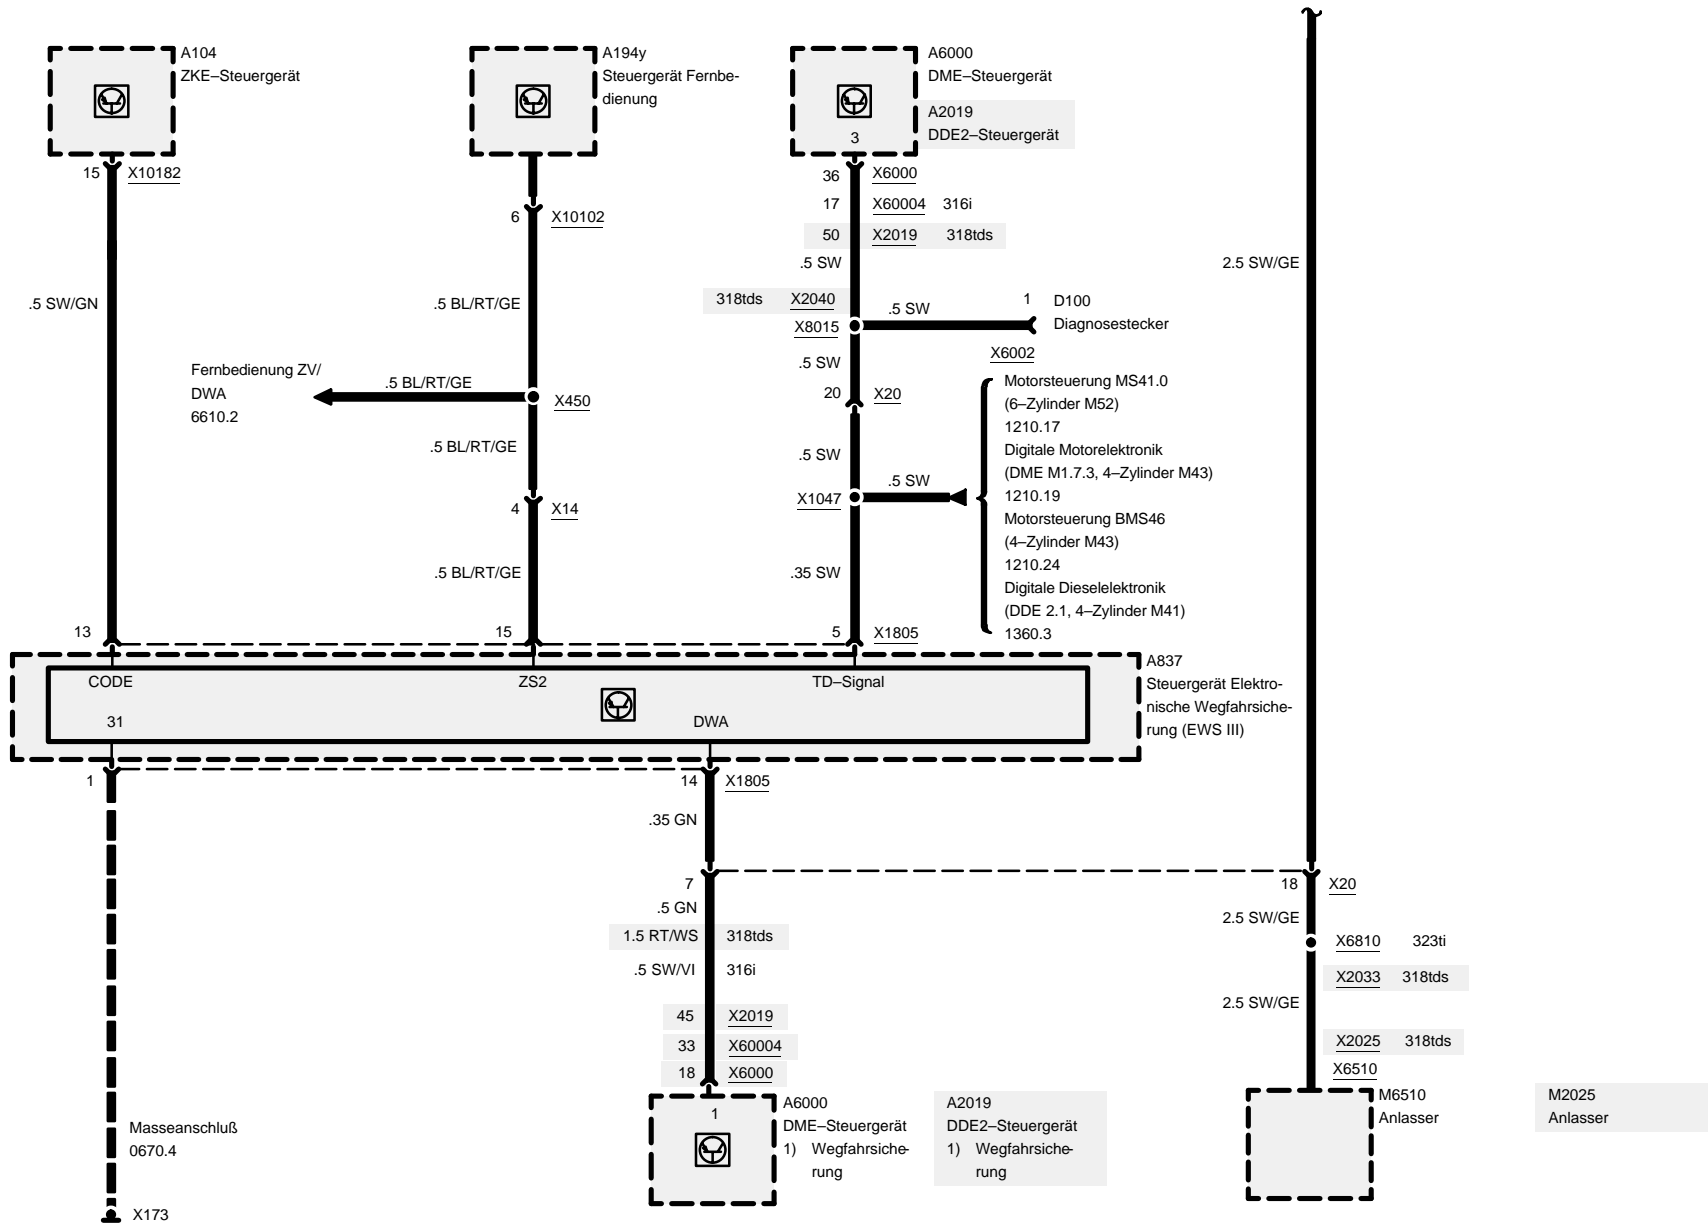 A104
ZKE–Steuergerät
A194y
Steuergerät Fernbe-
dienung
A6000
DME–Steuergerät
A2019
DDE2–Steuergerät
3
15 X10182
36 X6000
17 X60004 316i
50 X2019 318tds
6 X10102
.5 SW
2.5 SW/GE
.5 SW/GN
.5 BL/RT/GE
318tds X2040
X8015
.5 SW
1 D100
Diagnosestecker
.5 SW
X6002
Fernbedienung ZV/
DWA
6610.2
.5 BL/RT/GE
X450
20 X20
Motorsteuerung MS41.0
(6–Zylinder M52)
1210.17
Digitale Motorelektronik
(DME M1.7.3, 4–Zylinder M43)
1210.19
Motorsteuerung BMS46
(4–Zylinder M43)
1210.24
Digitale Dieselelektronik
(DDE 2.1, 4–Zylinder M41)
1360.3
.5 BL/RT/GE
.5 SW
.5 SW
X1047
4 X14
.5 BL/RT/GE
.35 SW
13
15
5 X1805
A837
Steuergerät Elektro-
nische Wegfahrsiche-
rung (EWS III)
CODE
ZS2
TD–Signal
31
DWA
1
14 X1805
.35 GN
7
18 X20
.5 GN
2.5 SW/GE
1.5 RT/WS 318tds
X6810 323ti
.5 SW/VI 316i
X2033 318tds
2.5 SW/GE
45 X2019
33 X60004
18 X6000
X2025 318tds
X6510
1
A6000
DME–Steuergerät
1) Wegfahrsiche-
rung
A2019
DDE2–Steuergerät
1) Wegfahrsiche-
rung
M6510
Anlasser
M2025
Anlasser
Masseanschluß
0670.4
X173